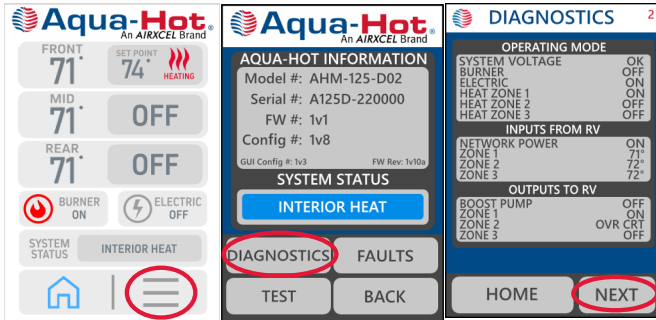 Aqua-Hot®
An AIRXCEL Brand
FRONT
71°
SET POINT
74°
HEATING
MID
71°
OFF
REAR
71°
OFF
BURNER
ON
ELECTRIC
OFF
SYSTEM
STATUS
INTERIOR HEAT
Aqua-Hot®
An AIRXCEL Brand
AQUA-HOT INFORMATION
Model #: AHM-125-D02
Serial #: A125D-220000
FW #: 1v1
Config #: 1v8
GUI Config #: 1v3 FW Rev: 1v10a
SYSTEM STATUS
INTERIOR HEAT
DIAGNOSTICS FAULTS
TEST BACK
DIAGNOSTICS 2
OPERATING MODE
SYSTEM VOLTAGE OK
BURNER OFF
ELECTRIC ON
HEAT ZONE 1 ON
HEAT ZONE 2 OFF
HEAT ZONE 3 OFF
INPUTS FROM RV
NETWORK POWER ON
ZONE 1 71°
ZONE 2 72°
ZONE 3 72°
OUTPUTS TO RV
BOOST PUMP OFF
ZONE 1 ON
ZONE 2 OVR CRT
ZONE 3 OFF
HOME NEXT